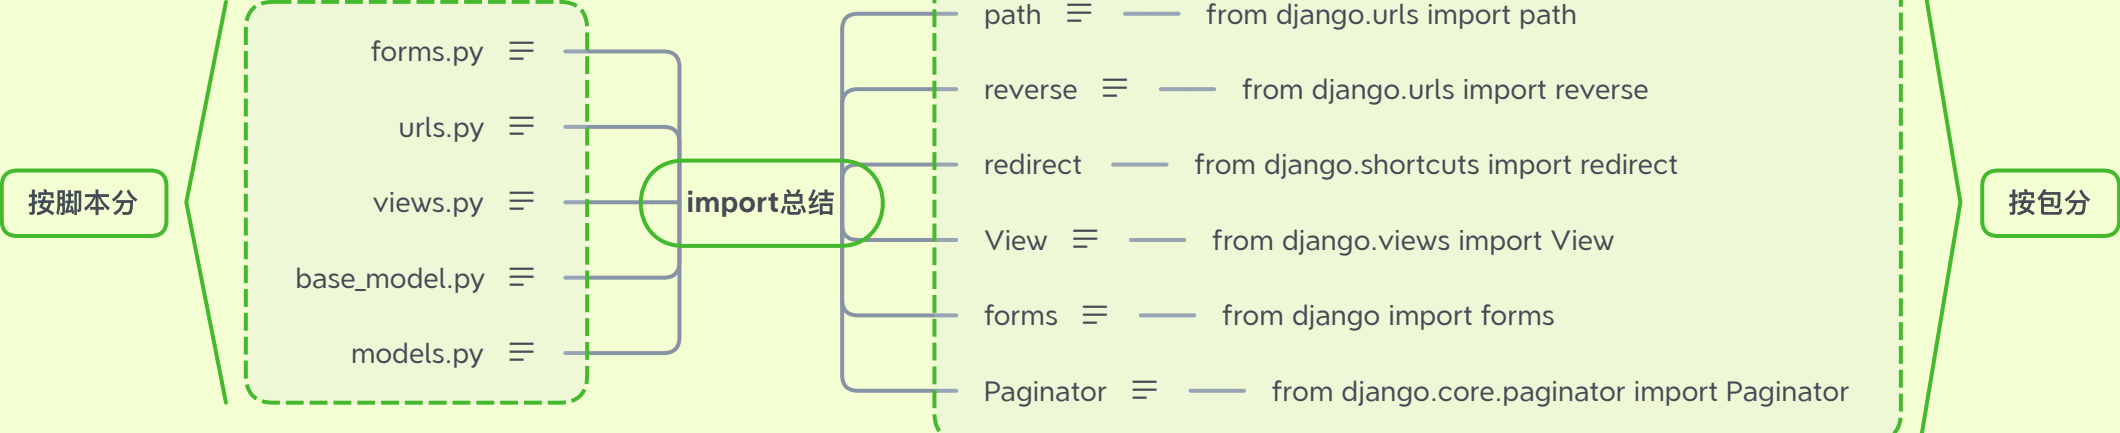 按脚本分
forms.py
urls.py
views.py
base_model.py
models.py
import总结
path from django.urls import path
reverse from django.urls import reverse
redirect from django.shortcuts import redirect
View from django.views import View
forms from django import forms
Paginator from django.core.paginator import Paginator
按包分